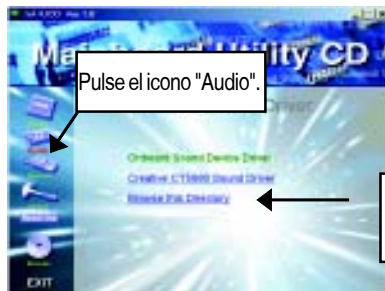 Mainboard Utility CD
Pulse el icono "Audio".
Driver
Onboard Sound Device Driver
Creative CT5880 Sound Driver
Browse this Directory
EXIT